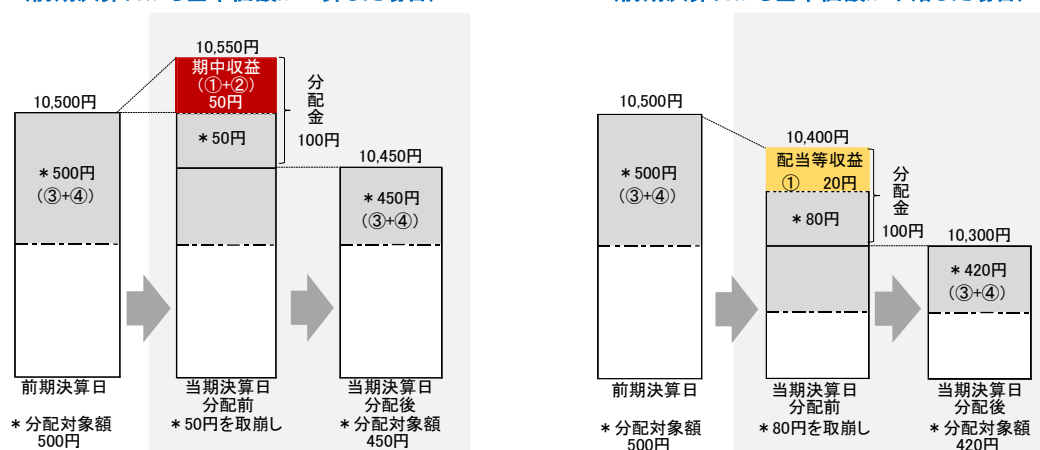 10,550円
期中収益
(①+②)
50円
分配金
10,500円
*50円
100円
10,450円
*500円
(③+④)
*450円
(③+④)
前期決算日
当期決算日
分配前
当期決算日
分配後
*分配対象額
500円
*50円を取崩し
*分配対象額
450円
10,500円
10,400円
配当等収益
① 20円
分配金
*500円
(③+④)
*80円
100円
10,300円
*420円
(③+④)
前期決算日
当期決算日
分配前
当期決算日
分配後
*分配対象額
500円
*80円を取崩し
*分配対象額
420円